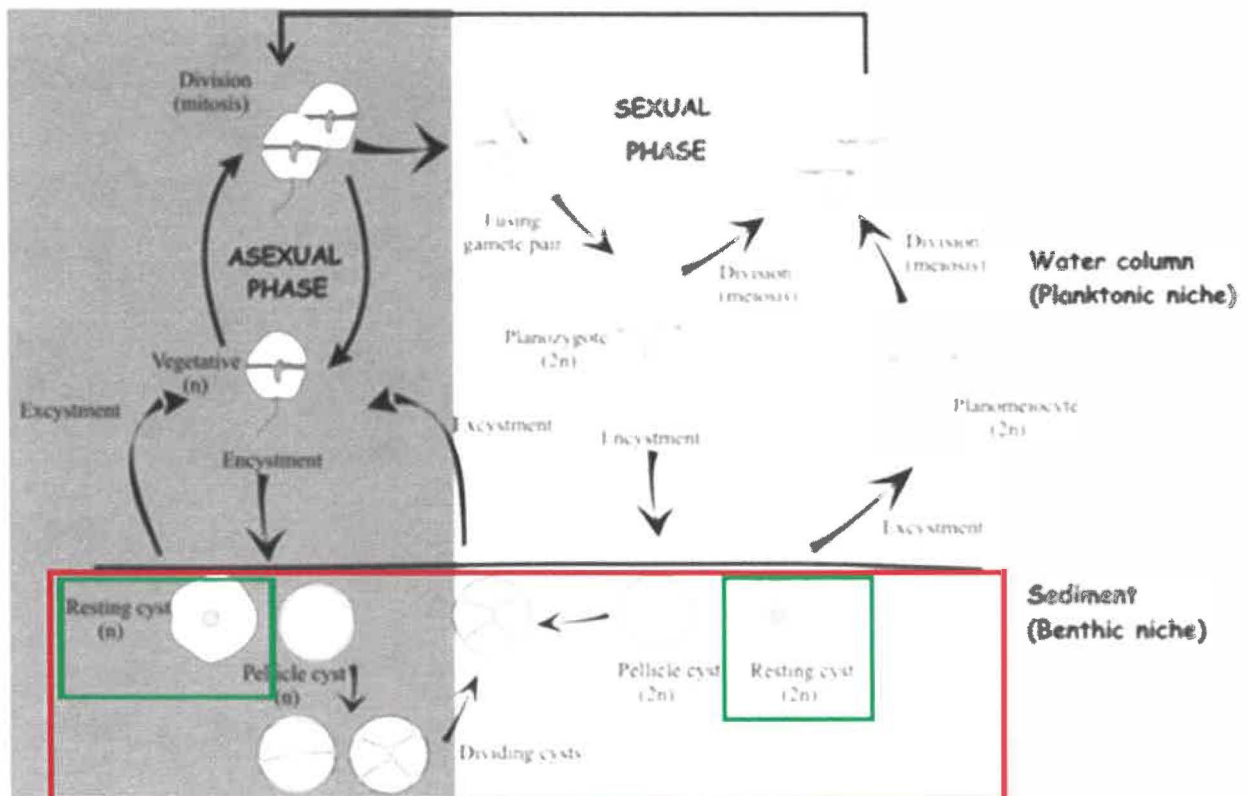 Division
(mitosis)
SEXUAL
PHASE
Fusing
gamete pair
Division
(meiosis)
Division
(meiosis)
Water column
(Planktonic niche)
ASEXUAL
PHASE
Vegetative
(n)
Planozygote
(2n)
Planomeiocyte
(2n)
Excystment
Excystment
Encystment
Encystment
Excystment
Resting cyst
(n)
Pellicle cyst
(n)
Pellicle cyst
(2n)
Resting cyst
(2n)
Sediment
(Benthic niche)
Dividing cysts